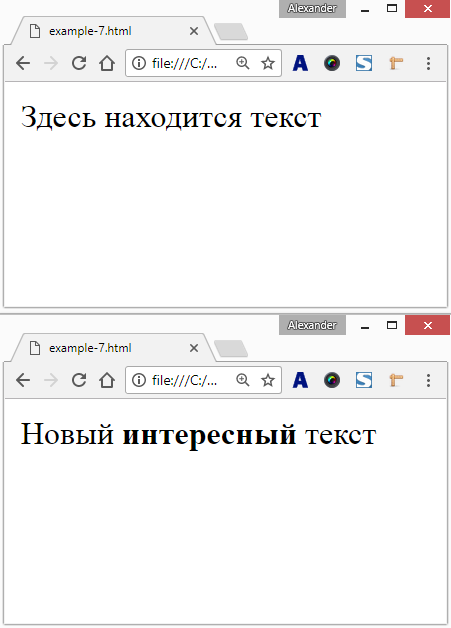 Alexander
example-7.html
file:///C:/...
Здесь находится текст
Alexander
example-7.html
file:///C:/...
Новый интересный текст